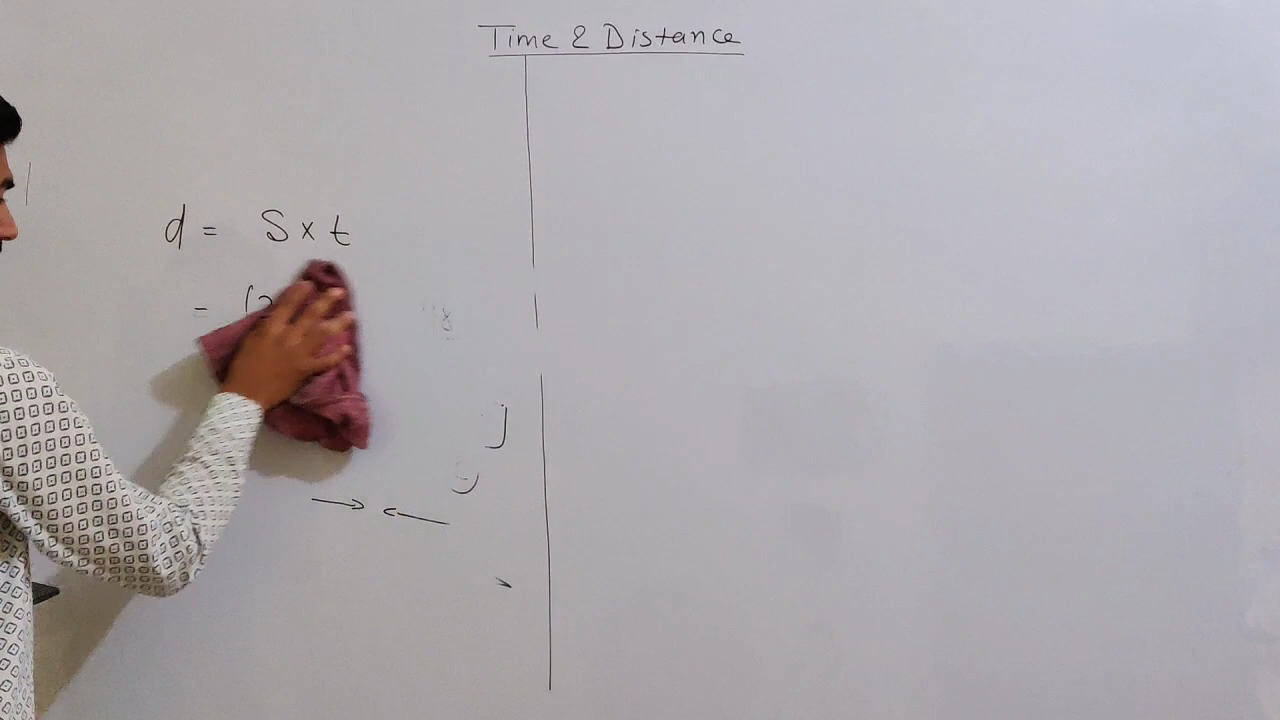 Time & Distance
d = S × t
=
→ ←